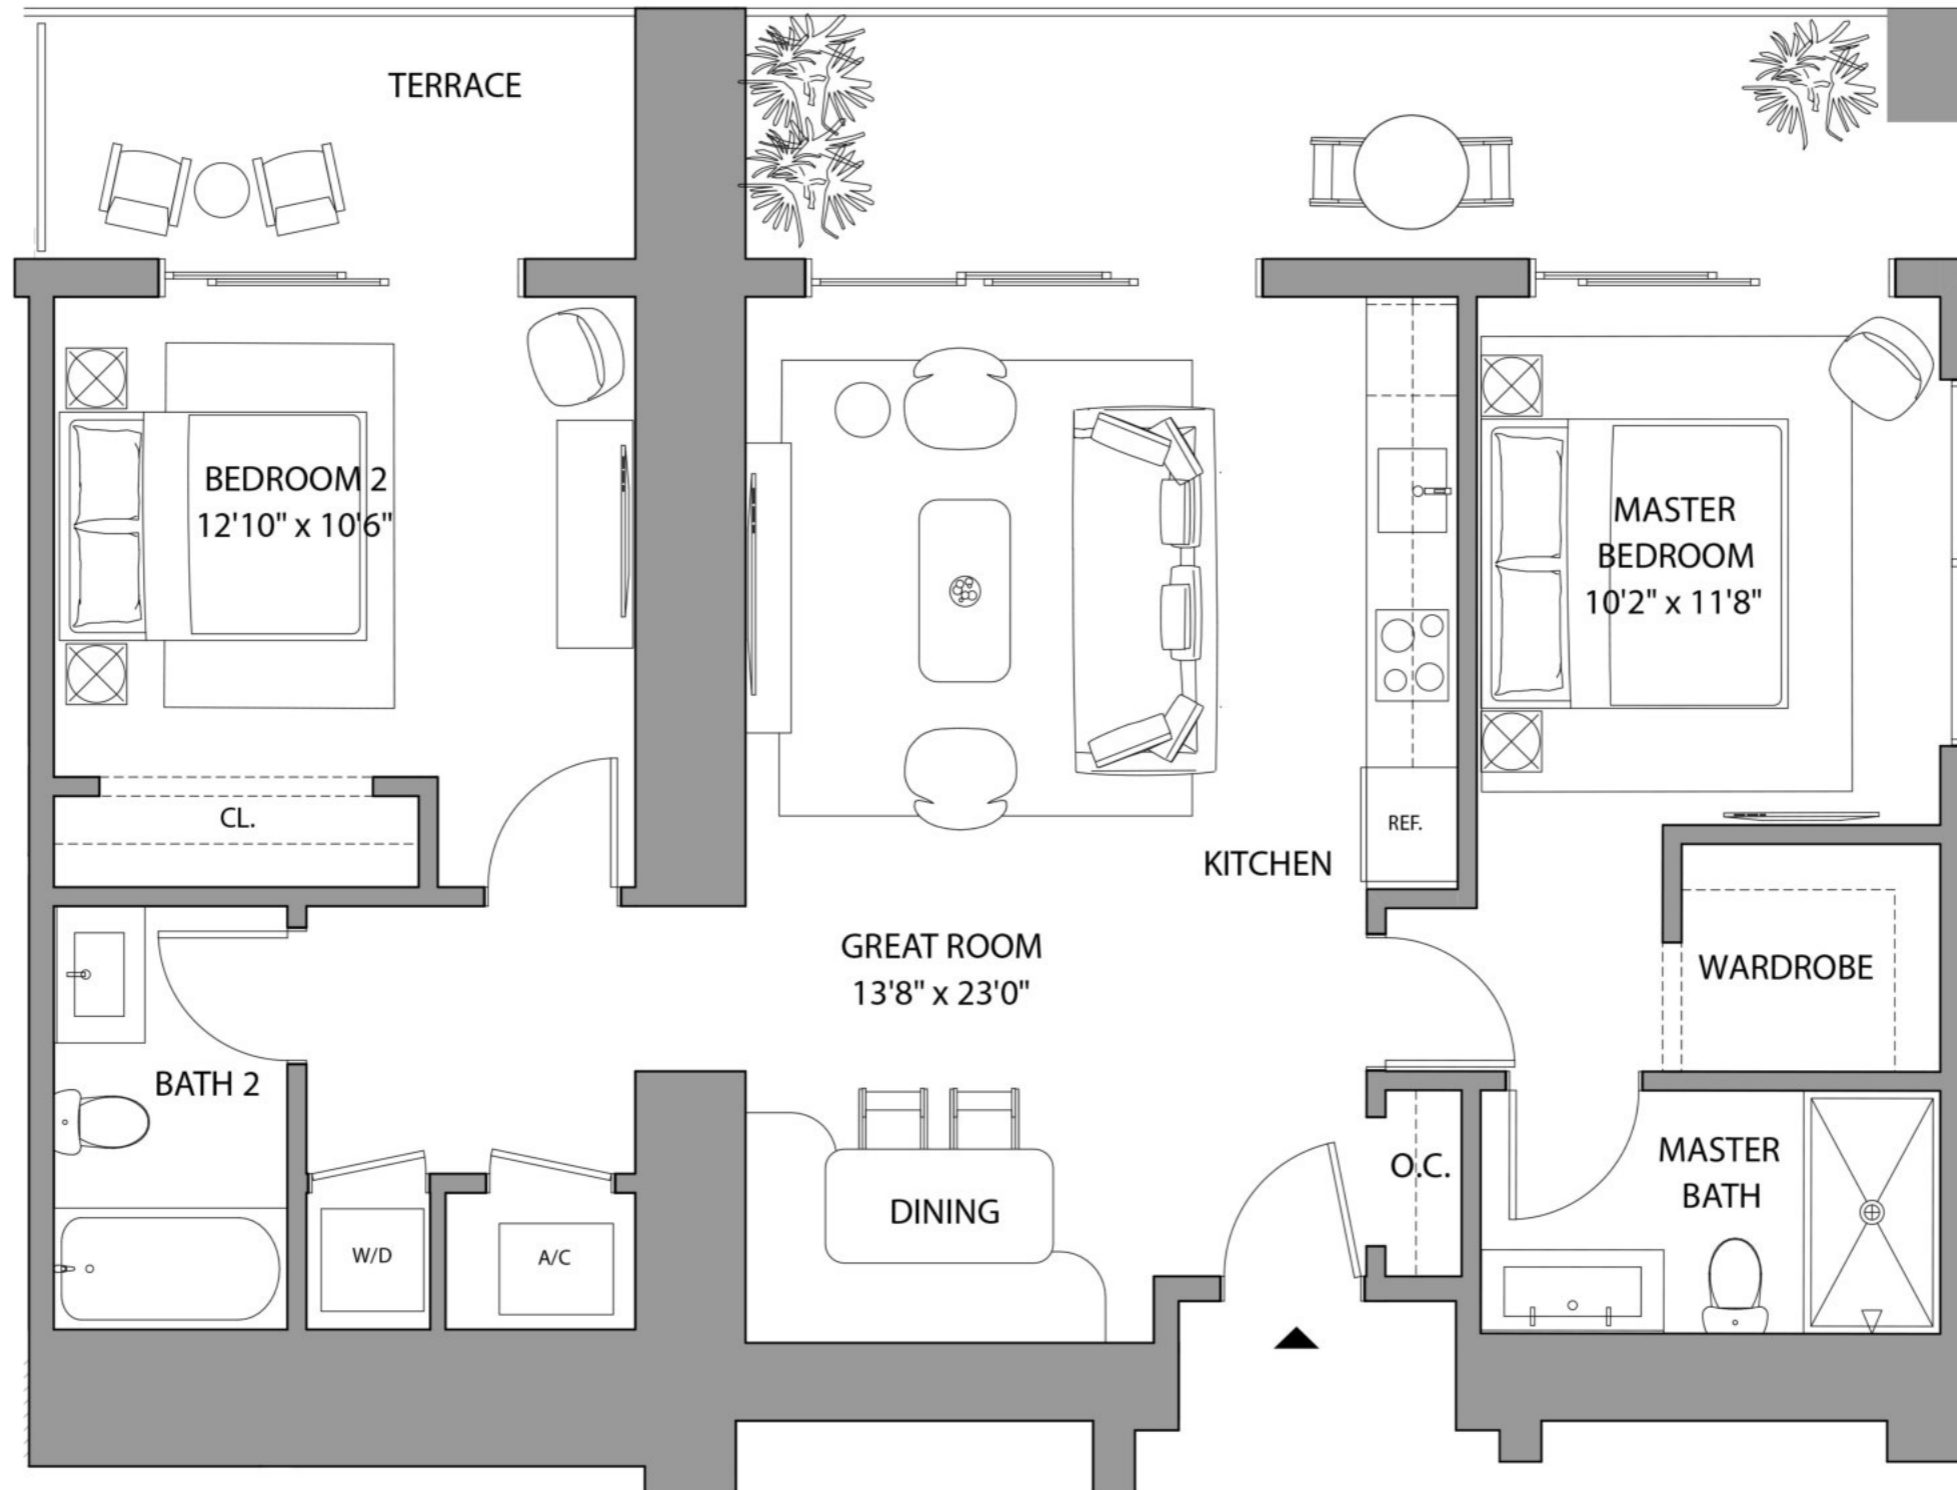 TERRACE
BEDROOM 2
12'10" x 10'6"
MASTER
BEDROOM
10'2" x 11'8"
CL.
REF.
KITCHEN
GREAT ROOM
13'8" x 23'0"
WARDROBE
BATH 2
O.C.
MASTER
BATH
DINING
W/D
A/C